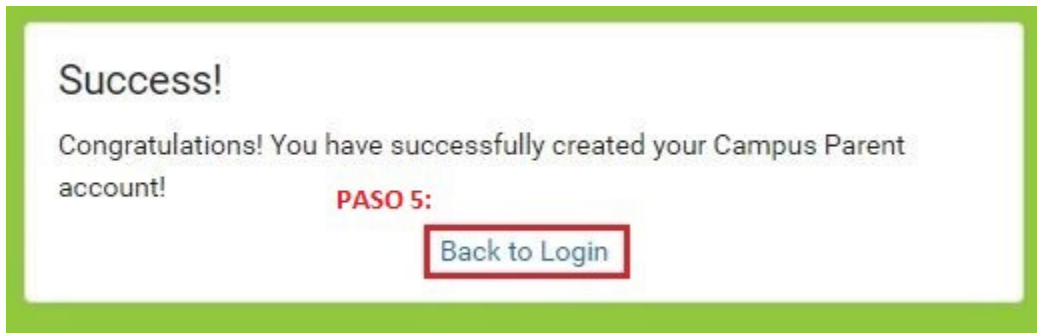 Success!
Congratulations! You have successfully created your Campus Parent
account!
PASO 5:
Back to Login